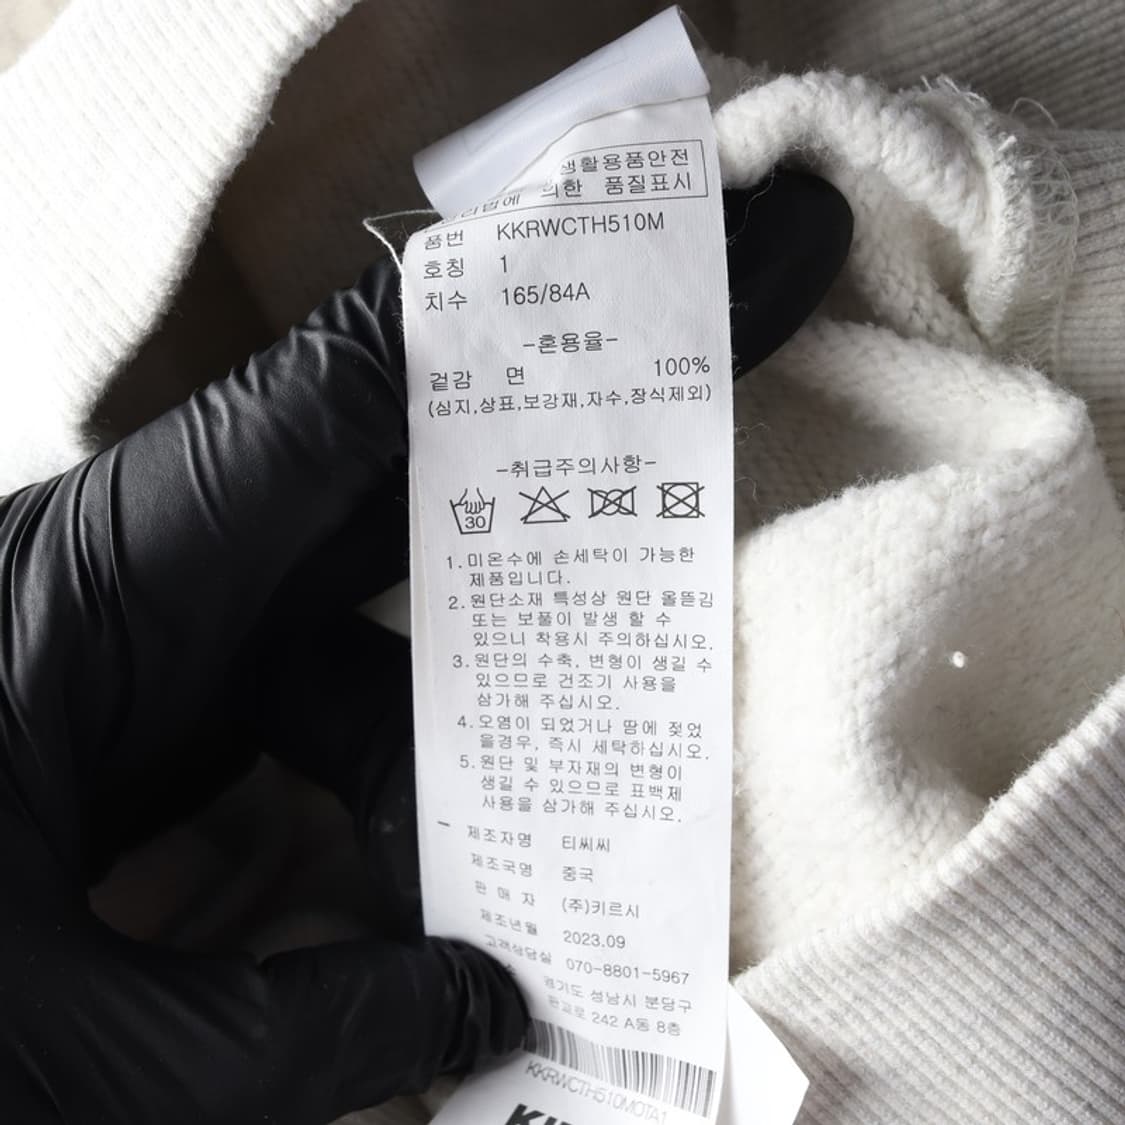 생활용품안전
의한 품질표시
품번 KKRWCTH510M
호칭 1
치수 165/84A
-혼용율-
겉감 면 100%
(심지,상표,보강재,자수,장식제외)
-취급주의사항-
30
1.미온수에 손세탁이 가능한
제품입니다.
2.원단소재 특성상 원단 올뜯김
또는 보풀이 발생 할 수
있으니 착용시 주의하십시오.
3.원단의 수축, 변형이 생길 수
있으므로 건조기 사용을
삼가해 주십시오.
4.오염이 되었거나 땀에 젖었
을경우, 즉시 세탁하십시오.
5.원단 및 부자재의 변형이
생길 수 있으므로 표백제
사용을 삼가해 주십시오.
제조자명 티씨씨
제조국명 중국
판 매 자 (주)키르시
제조년월 2023.09
고객상담실 070-8801-5967
경기도 성남시 분당구
판교로 242 A동 8층
KKRWCTH510MOTA1